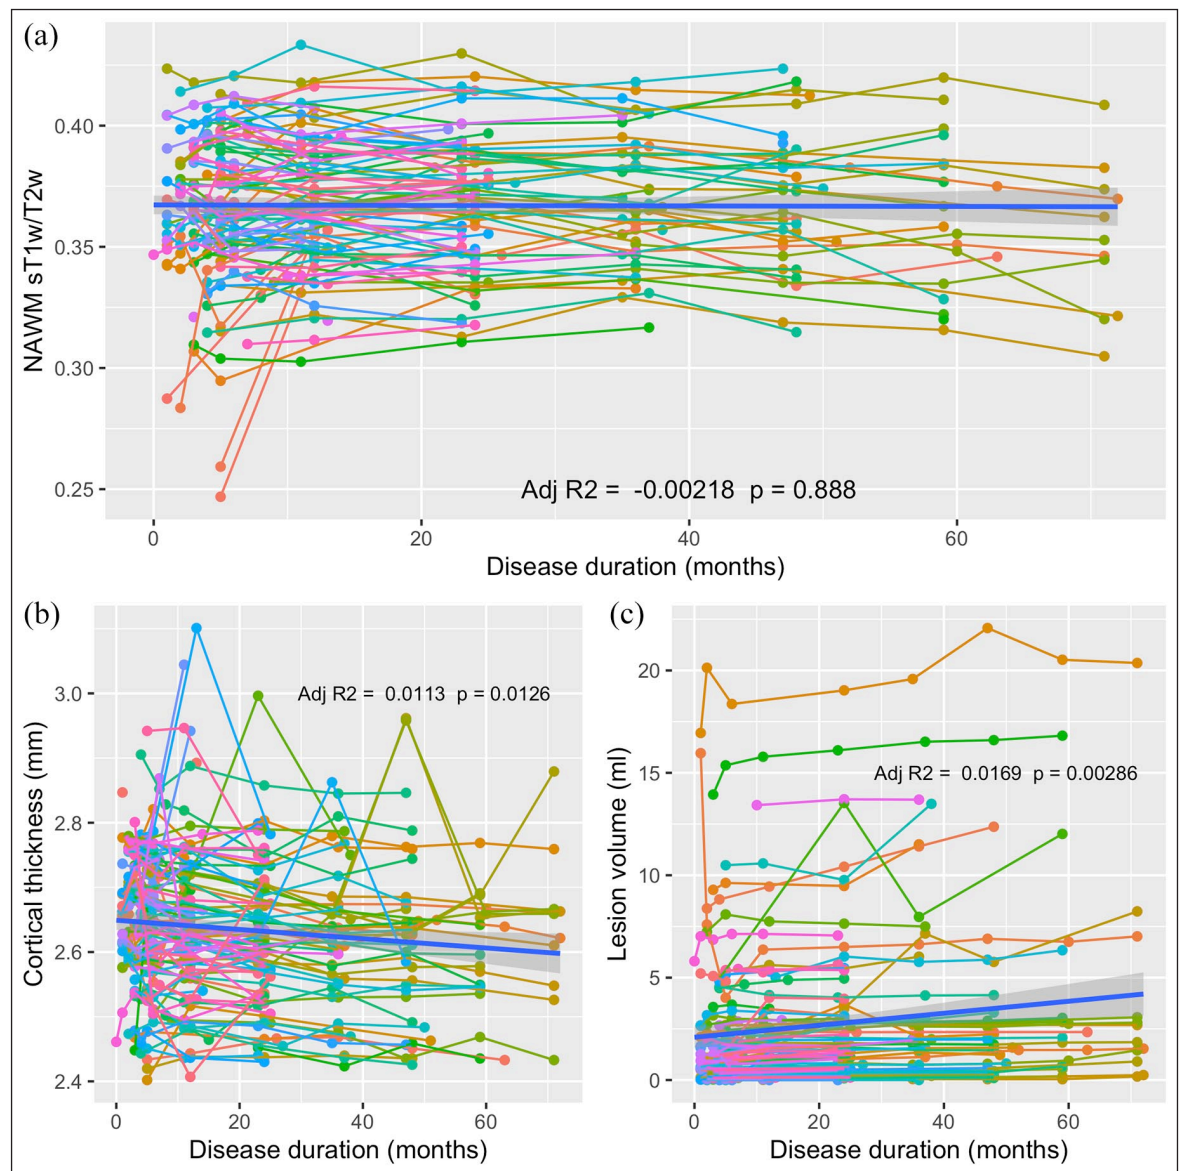 (a)
NAWM sT1w/T2w
0.40
0.35
0.30
0.25
Adj R2 = -0.00218 p = 0.888
0 20 40 60
Disease duration (months)
(b)
Cortical thickness (mm)
3.0
2.8
2.6
2.4
Adj R2 = 0.0113 p = 0.0126
0 20 40 60
Disease duration (months)
(c)
Lesion volume (ml)
20
15
10
5
0
Adj R2 = 0.0169 p = 0.00286
0 20 40 60
Disease duration (months)